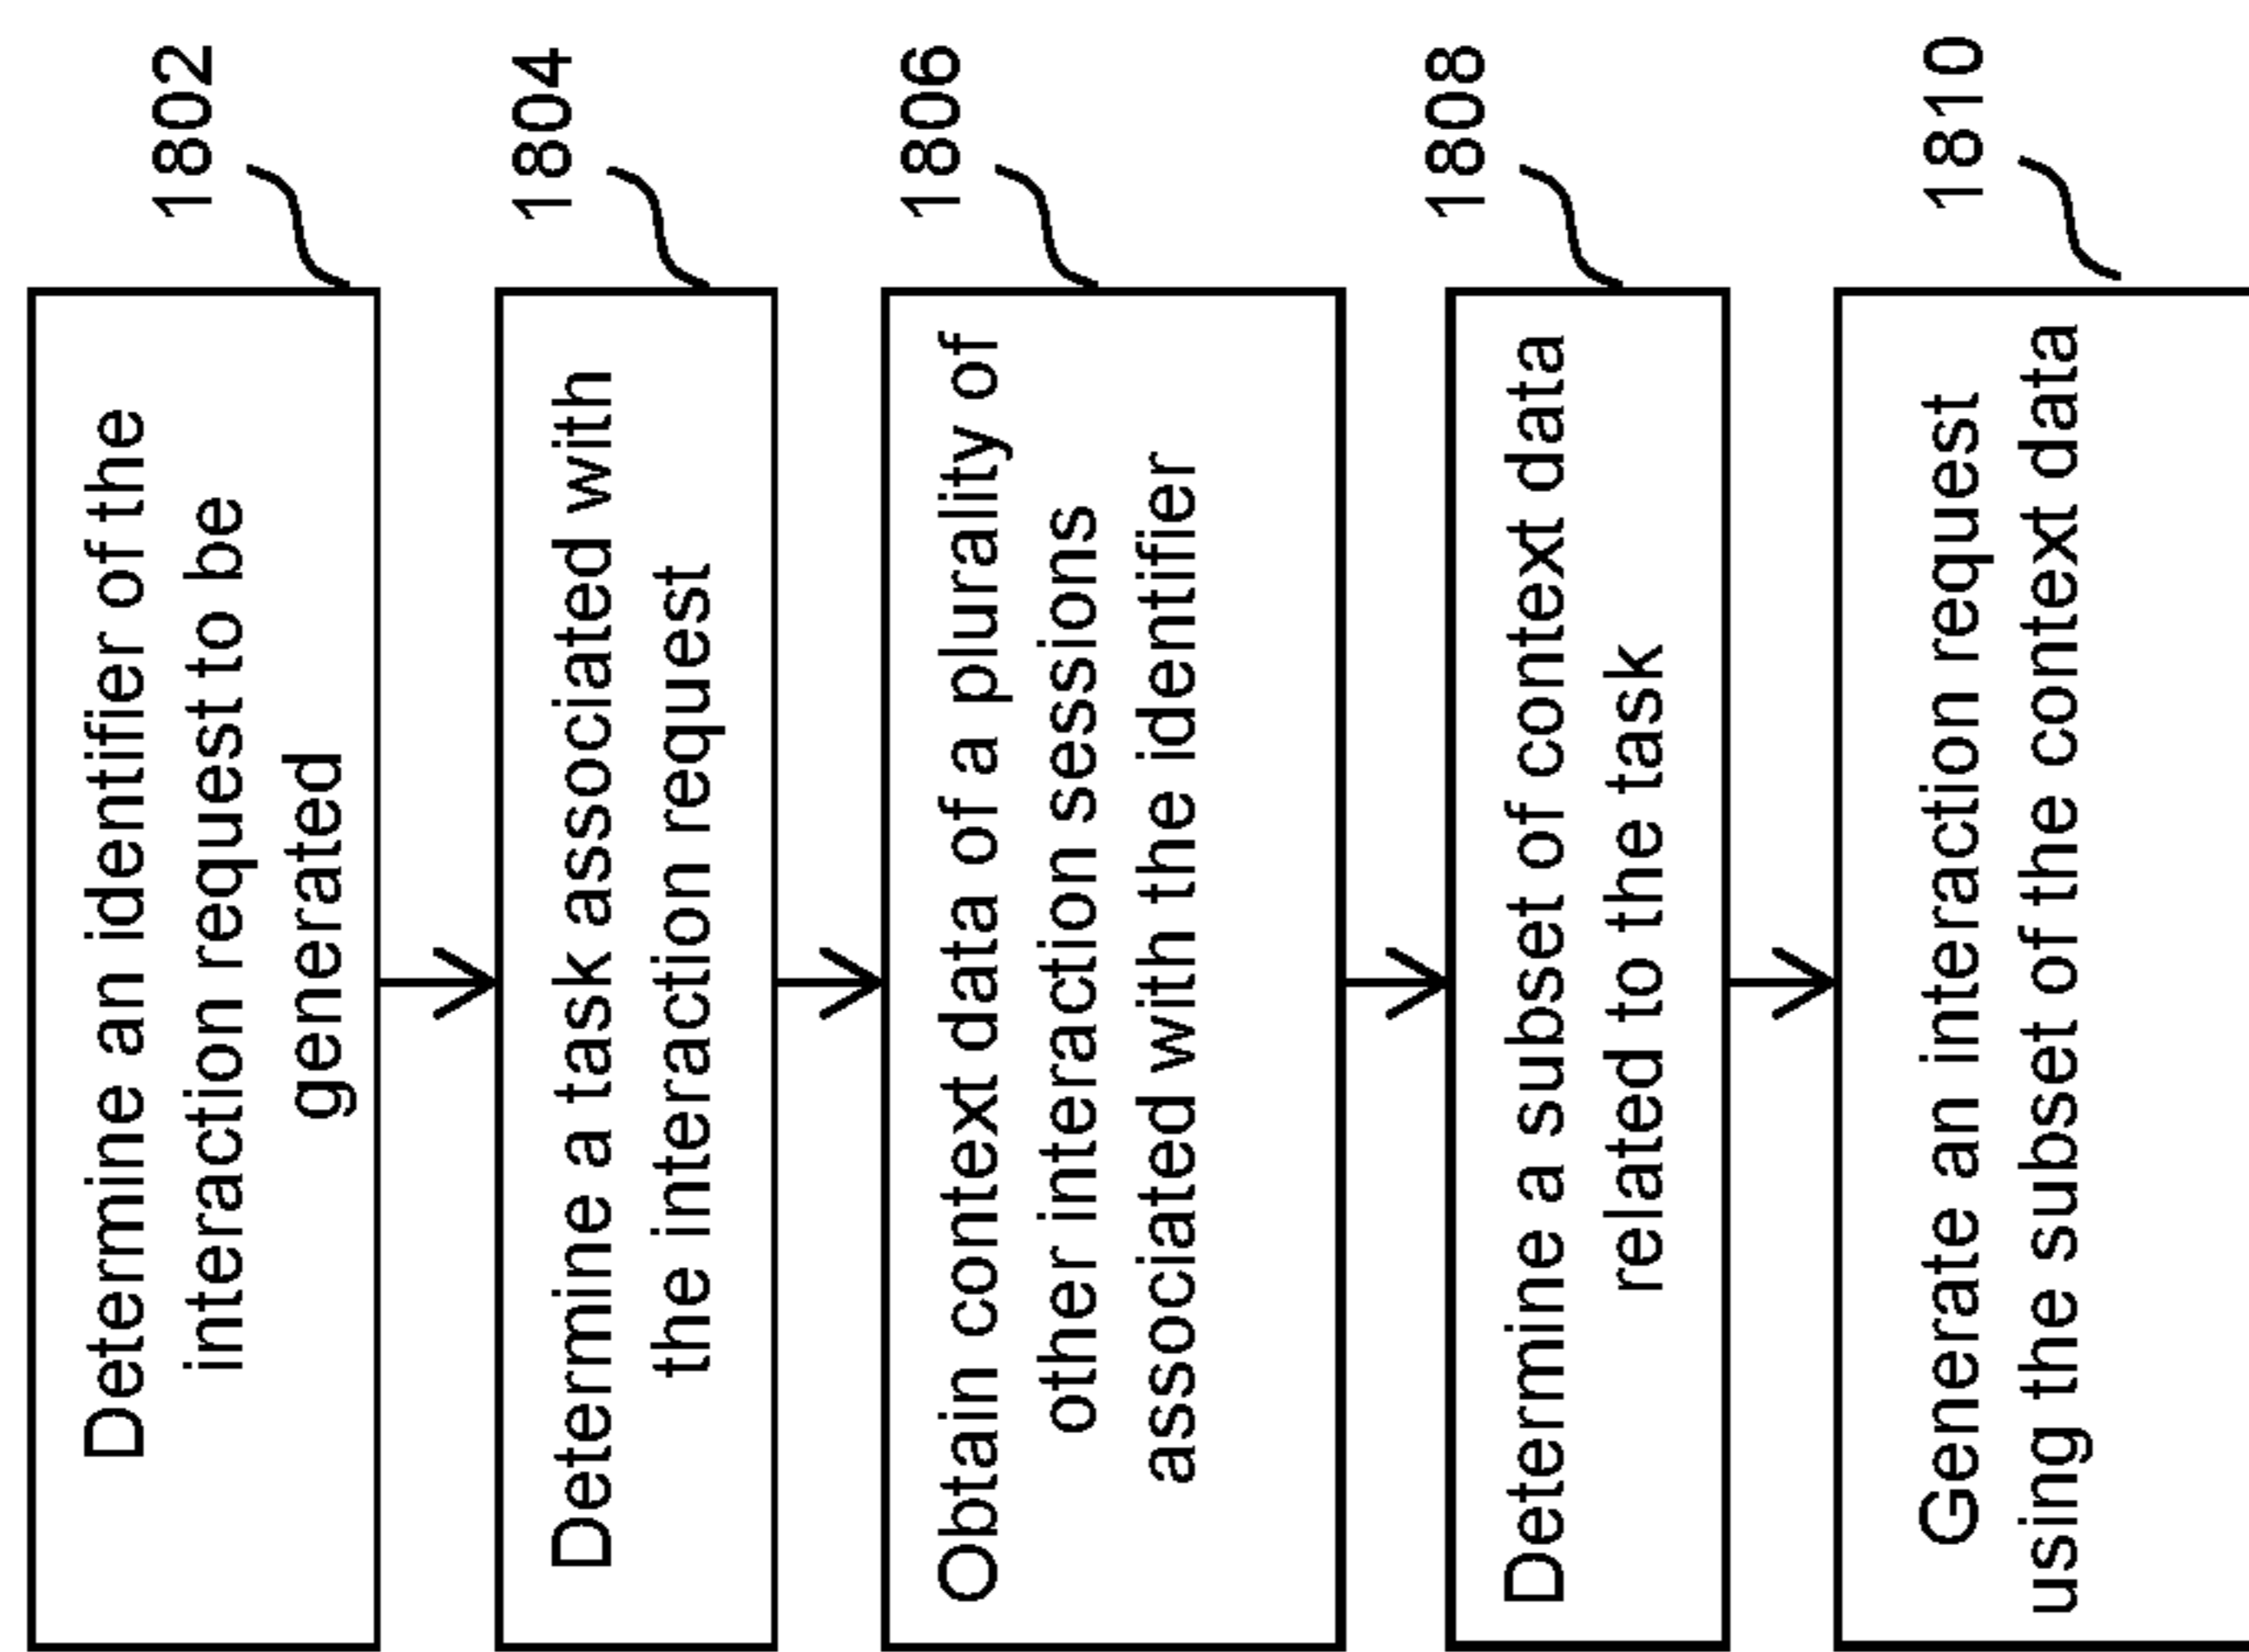 1802
Determine an identifier of the
interaction request to be
generated
1804
Determine a task associated with
the interaction request
1806
Obtain context data of a plurality of
other interaction sessions
associated with the identifier
1808
Determine a subset of context data
related to the task
1810
Generate an interaction request
using the subset of the context data